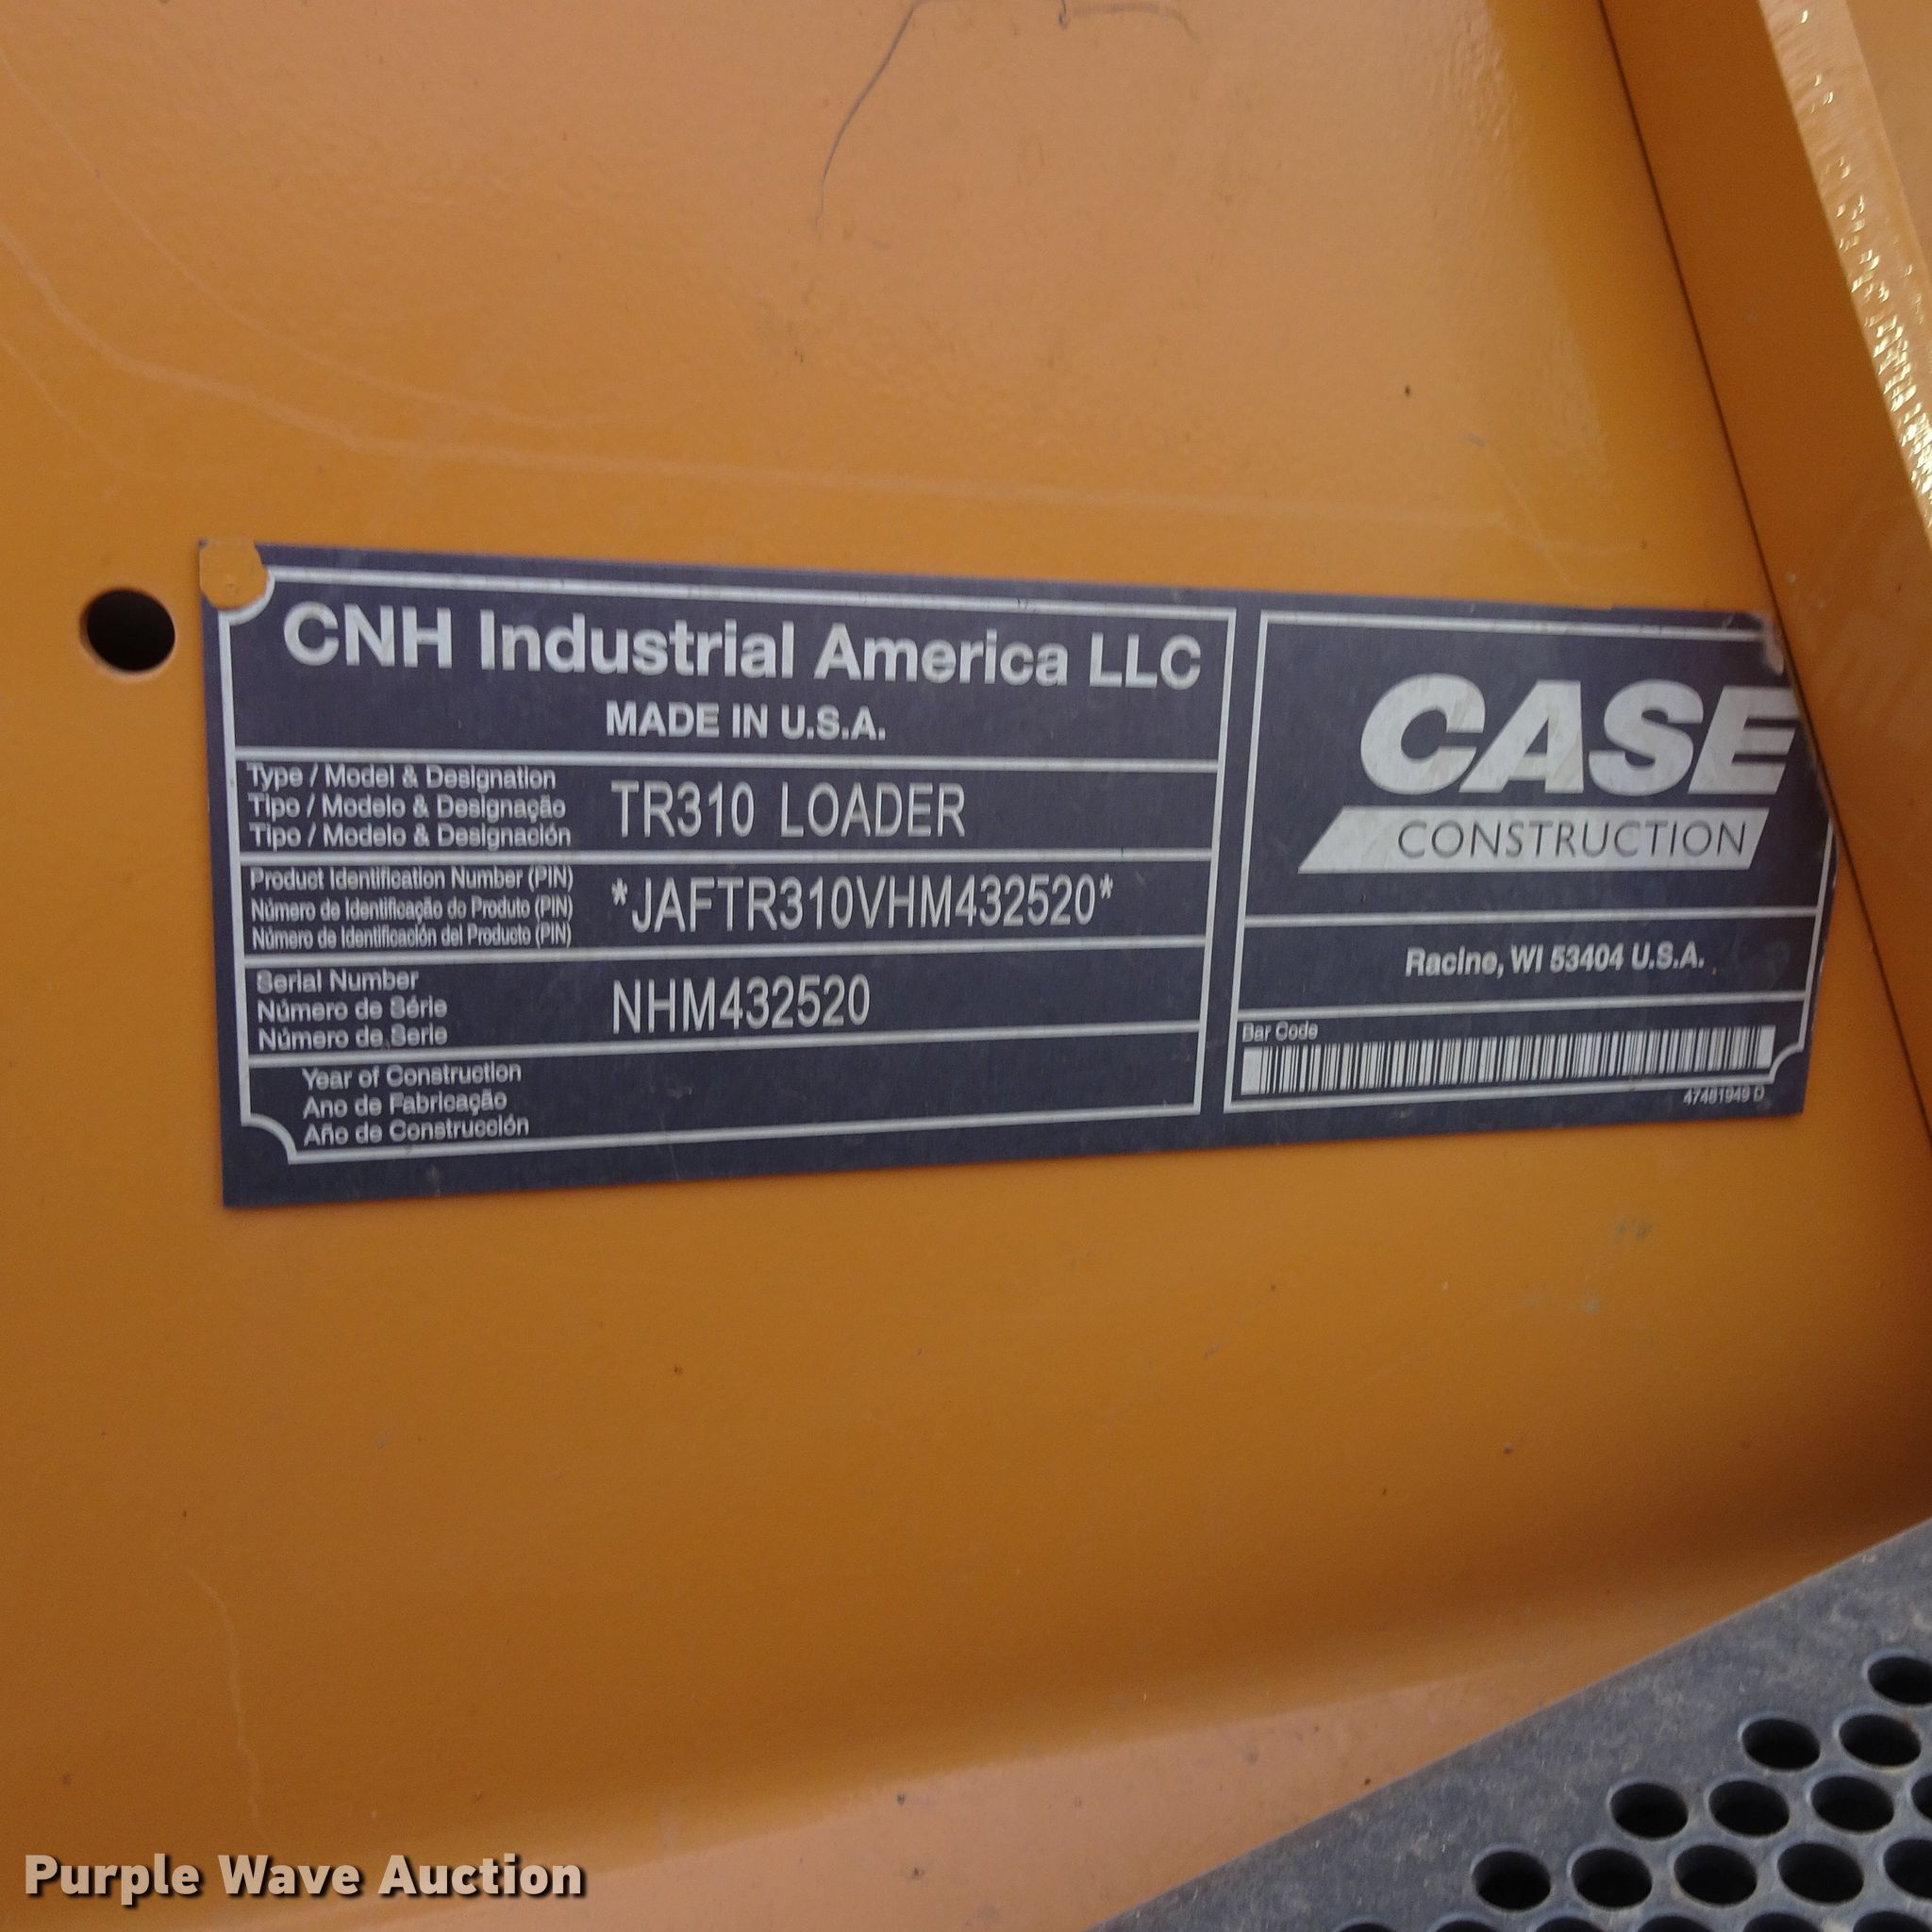 CNH Industrial America LLC
MADE IN U.S.A.
Type / Model & Designation
Tipo / Modelo & Designação
Tipo / Modelo & Designación
TR310 LOADER
Product Identification Number (PIN)
Número de Identificação do Produto (PIN)
Número de Identificación del Producto (PIN)
*JAFTR310VHM432520*
Serial Number
Número de Série
Número de Serie
NHM432520
Year of Construction
Ano de Fabricação
Año de Construcción
CASE
CONSTRUCTION
Racine, WI 53404 U.S.A.
Bar Code
47481949 D
Purple Wave Auction